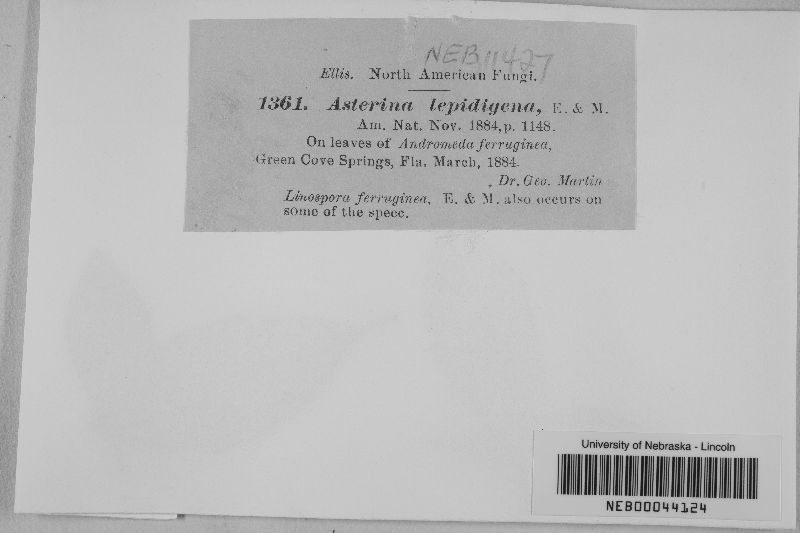 NEB11427
Ellis. North American Fungi.
1361. Asterina lepidigena, E. & M.
Am. Nat. Nov. 1884, p. 1148.
On leaves of Andromeda ferruginea,
Green Cove Springs, Fla. March, 1884.
Dr. Geo. Martin
Linospora ferruginea, E. & M. also occurs on
some of the spece.
University of Nebraska - Lincoln
NEB00044124